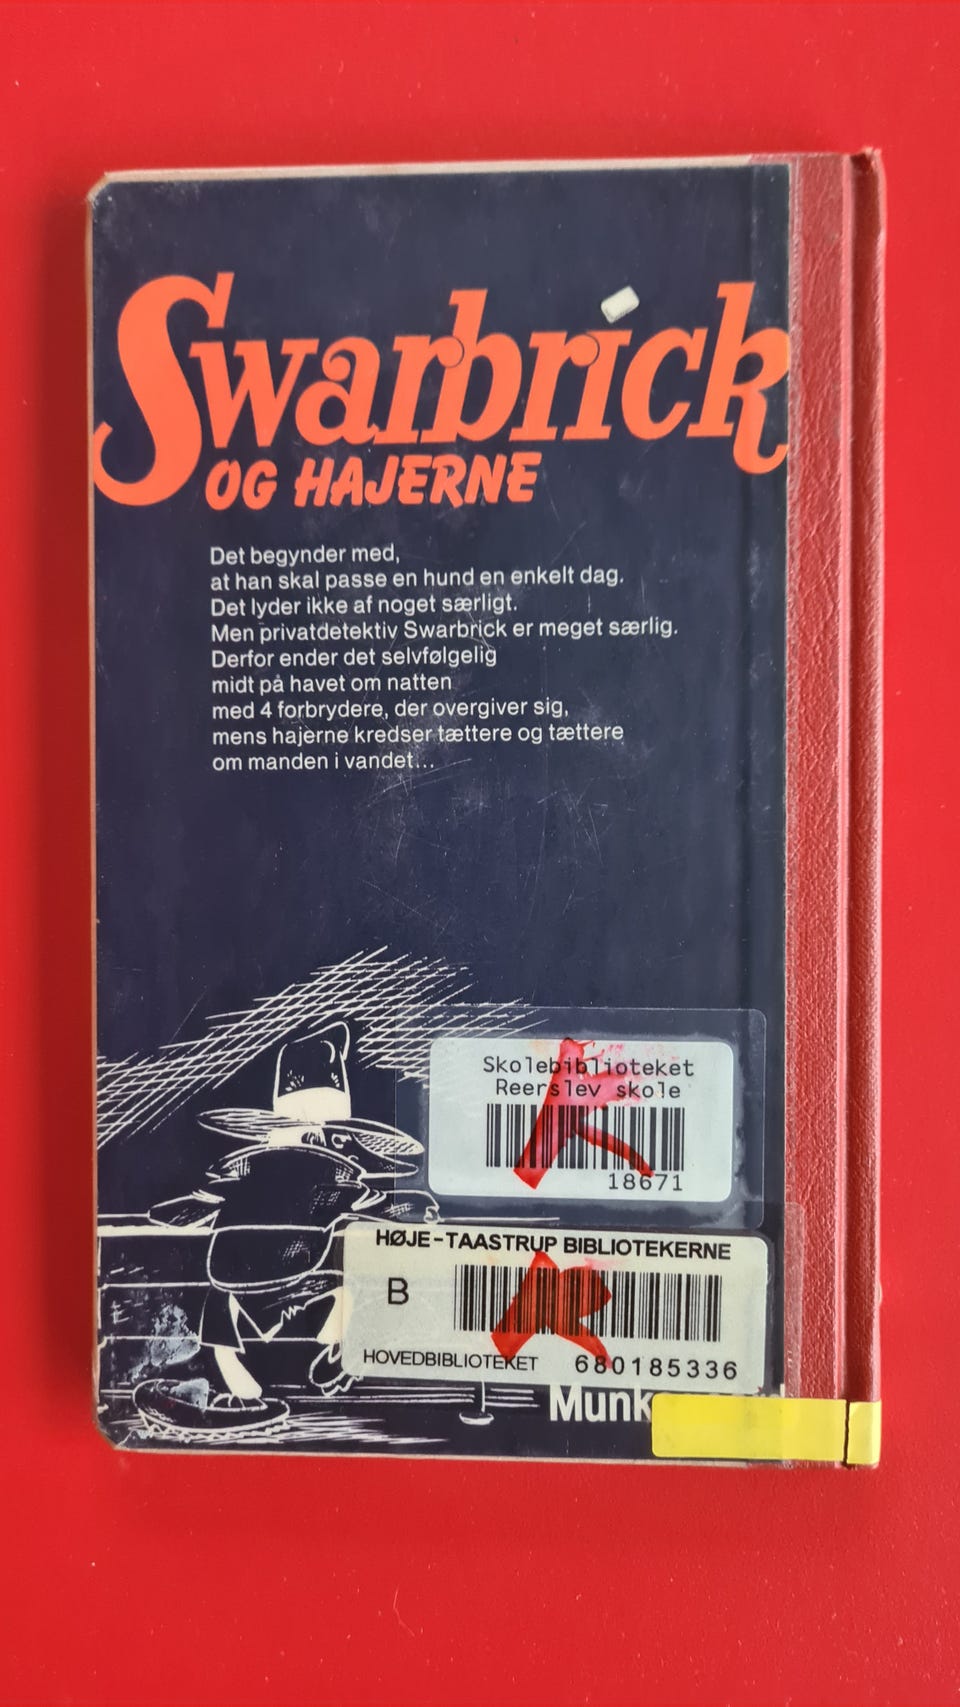 Swarbrick
OG HAJERNE
Det begynder med,
at han skal passe en hund en enkelt dag.
Det lyder ikke af noget særligt.
Men privatdetektiv Swarbrick er meget særlig.
Derfor ender det selvfølgelig
midt på havet om natten
med 4 forbrydere, der overgiver sig,
mens hajerne kredser tættere og tættere
om manden i vandet...
Skolebiblioteket
Reerslev skole
18671
HØJE-TAASTRUP BIBLIOTEKERNE
B
HOVEDBIBLIOTEKET 680185336